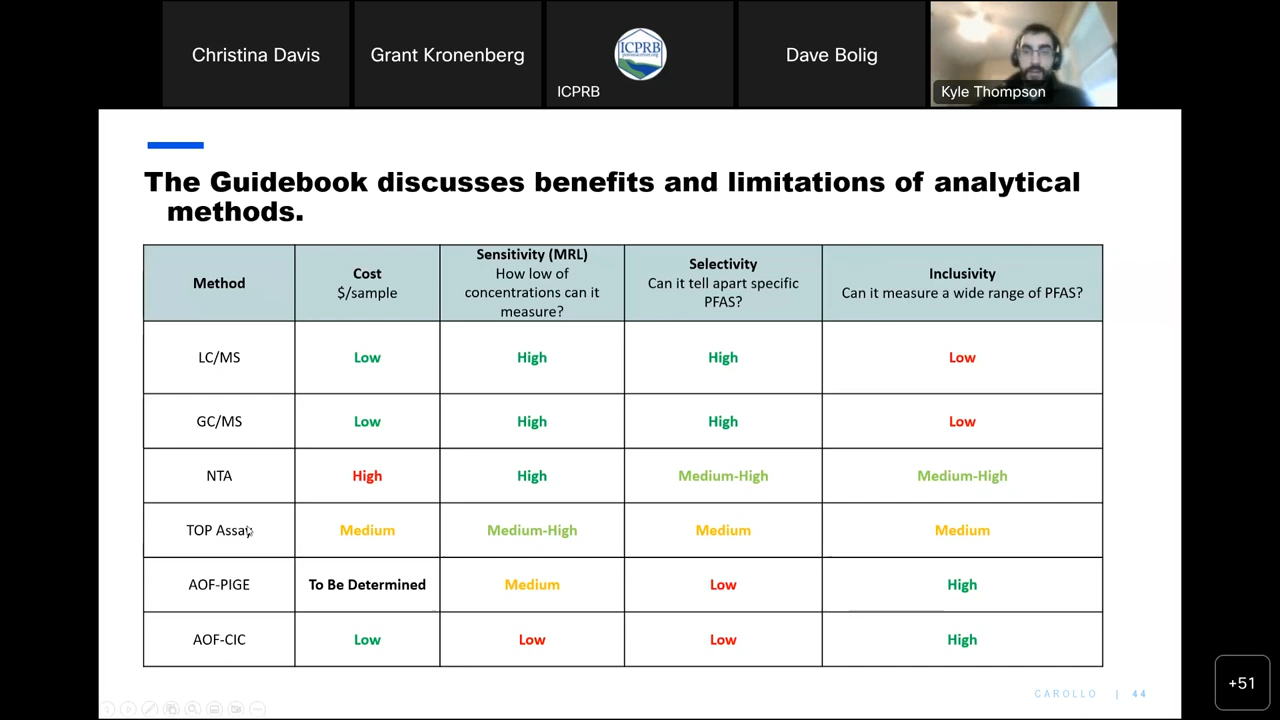 Christina Davis
Grant Kronenberg
ICPRB
ICPRB
Dave Bolig
Kyle Thompson
The Guidebook discusses benefits and limitations of analytical
methods.
Method
Cost
$/sample
Sensitivity (MRL)
How low of
concentrations can it
measure?
Selectivity
Can it tell apart specific
PFAS?
Inclusivity
Can it measure a wide range of PFAS?
LC/MS
Low
High
High
Low
GC/MS
Low
High
High
Low
NTA
High
High
Medium-High
Medium-High
TOP Assay
Medium
Medium-High
Medium
Medium
AOF-PIGE
To Be Determined
Medium
Low
High
AOF-CIC
Low
Low
Low
High
CAROLLO | 44
+51